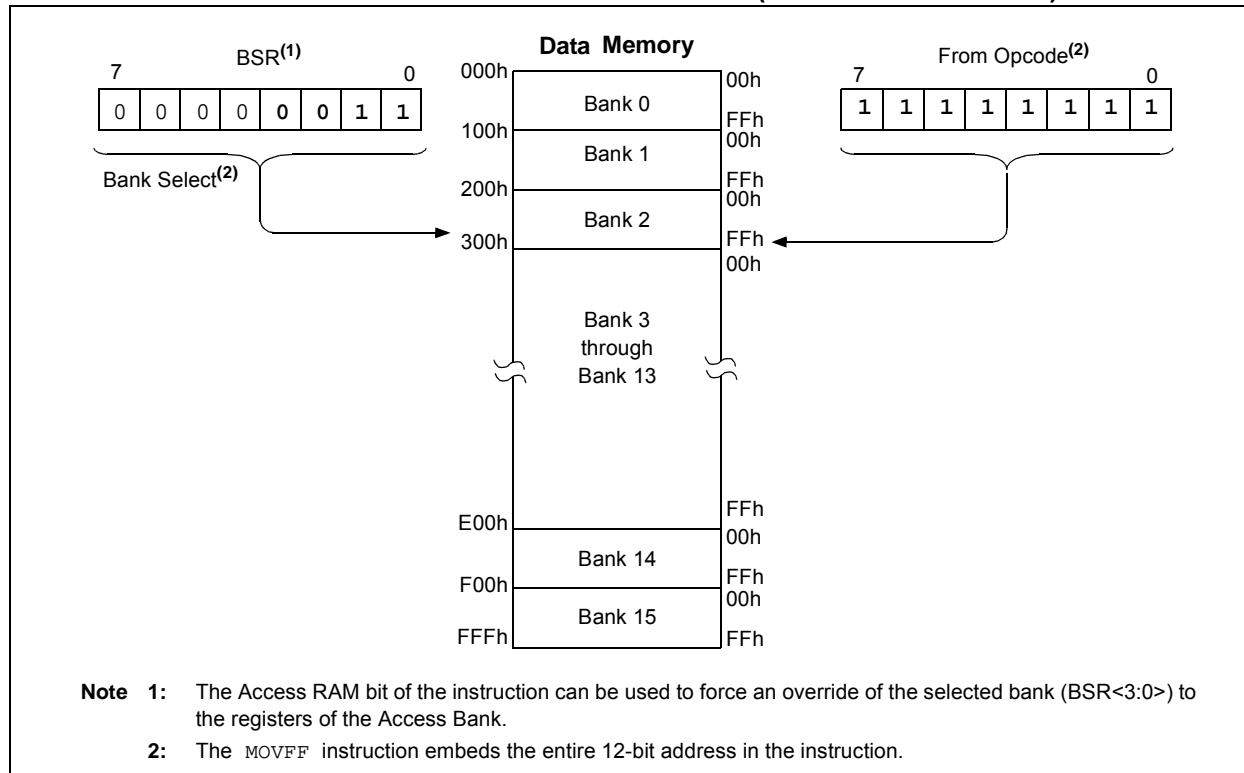 Data Memory
BSR(1)
7 0
0 0 0 0 0 0 1 1
Bank Select(2)
From Opcode(2)
7 0
1 1 1 1 1 1 1 1
000h
00h
Bank 0
FFh
100h
00h
Bank 1
FFh
200h
00h
Bank 2
FFh
300h
00h
Bank 3
through
Bank 13
FFh
E00h
00h
Bank 14
FFh
F00h
00h
Bank 15
FFFh
FFh
Note 1: The Access RAM bit of the instruction can be used to force an override of the selected bank (BSR<3:0>) to
the registers of the Access Bank.
2: The MOVFF instruction embeds the entire 12-bit address in the instruction.